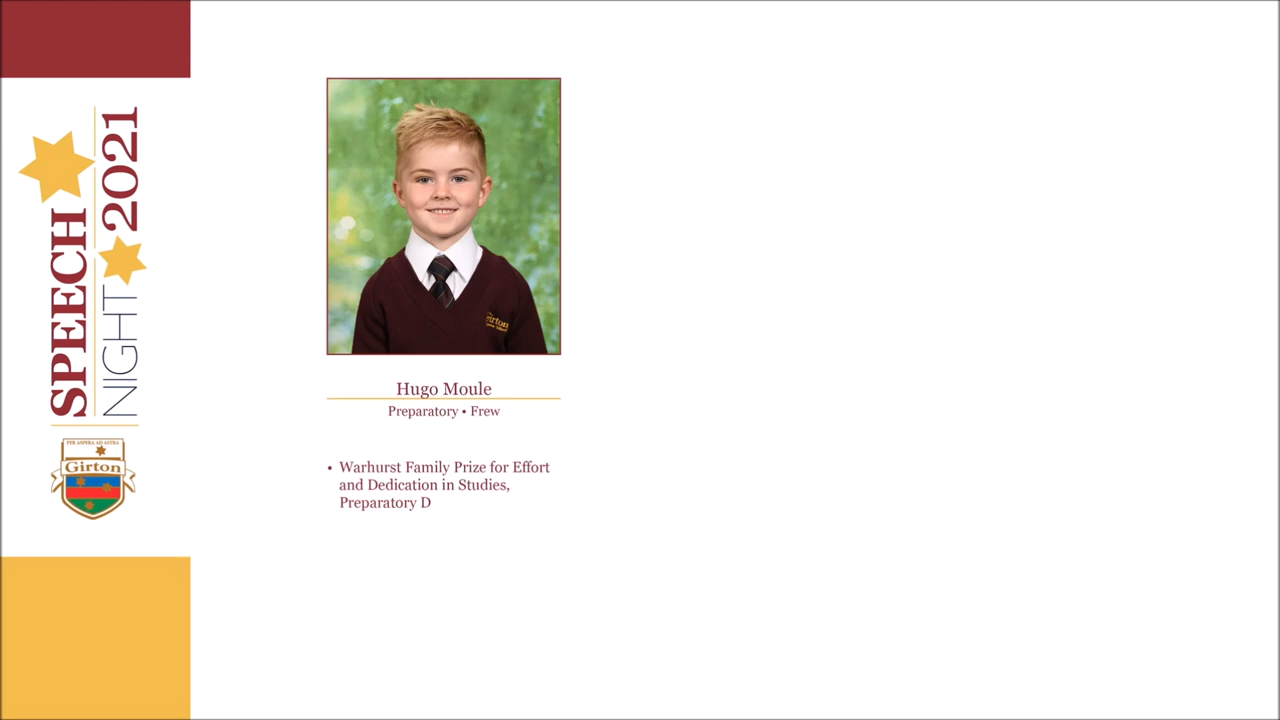 SPEECH
NIGHT 2021
PER ASPERA AD ASTRA
Girton
Girton
Hugo Moule
Preparatory • Frew
• Warhurst Family Prize for Effort
and Dedication in Studies,
Preparatory D